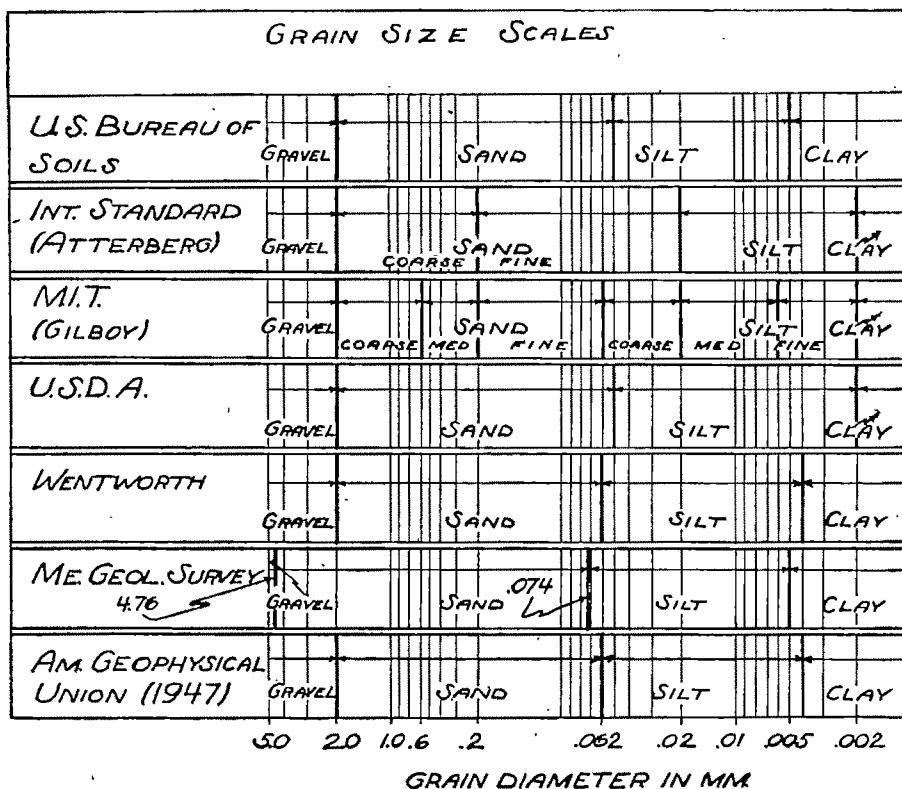 GRAIN SIZE SCALES
U.S. BUREAU OF SOILS
GRAVEL SAND SILT CLAY
INT. STANDARD (ATTERBERG)
GRAVEL SAND SILT CLAY
COARSE FINE
M.I.T. (GILBOY)
GRAVEL SAND SILT CLAY
COARSE MED FINE COARSE MED FINE
U.S.D.A.
GRAVEL SAND SILT CLAY
WENTWORTH
GRAVEL SAND SILT CLAY
ME. GEOL. SURVEY
4.76 .074
GRAVEL SAND SILT CLAY
AM. GEOPHYSICAL UNION (1947)
GRAVEL SAND SILT CLAY
5.0 2.0 1.0 .6 .2 .062 .02 .01 .005 .002
GRAIN DIAMETER IN MM.